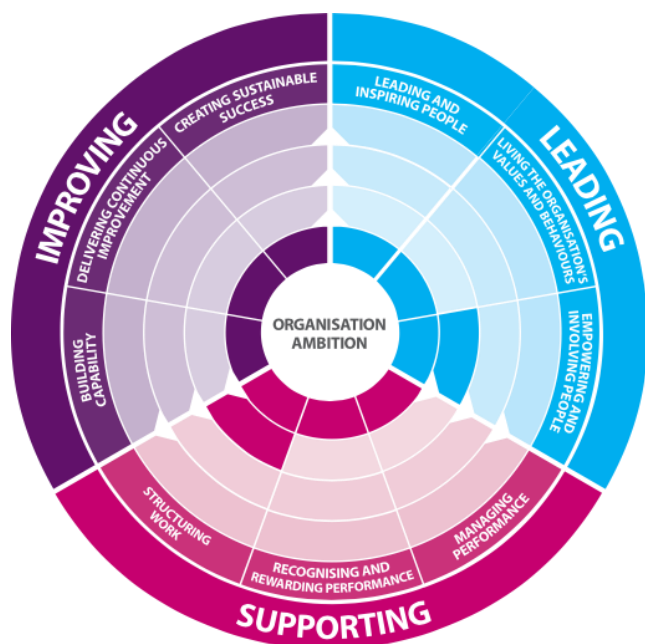 IMPROVING
LEADING
SUPPORTING
CREATING SUSTAINABLE
SUCCESS
LEADING AND
INSPIRING PEOPLE
DELIVERING CONTINUOUS
IMPROVEMENT
LIVING THE ORGANISATION'S
VALUES AND BEHAVIOURS
BUILDING
CAPABILITY
ORGANISATION
AMBITION
EMPOWERING AND
INVOLVING PEOPLE
STRUCTURING
WORK
RECOGNISING AND
REWARDING PERFORMANCE
MANAGING
PERFORMANCE